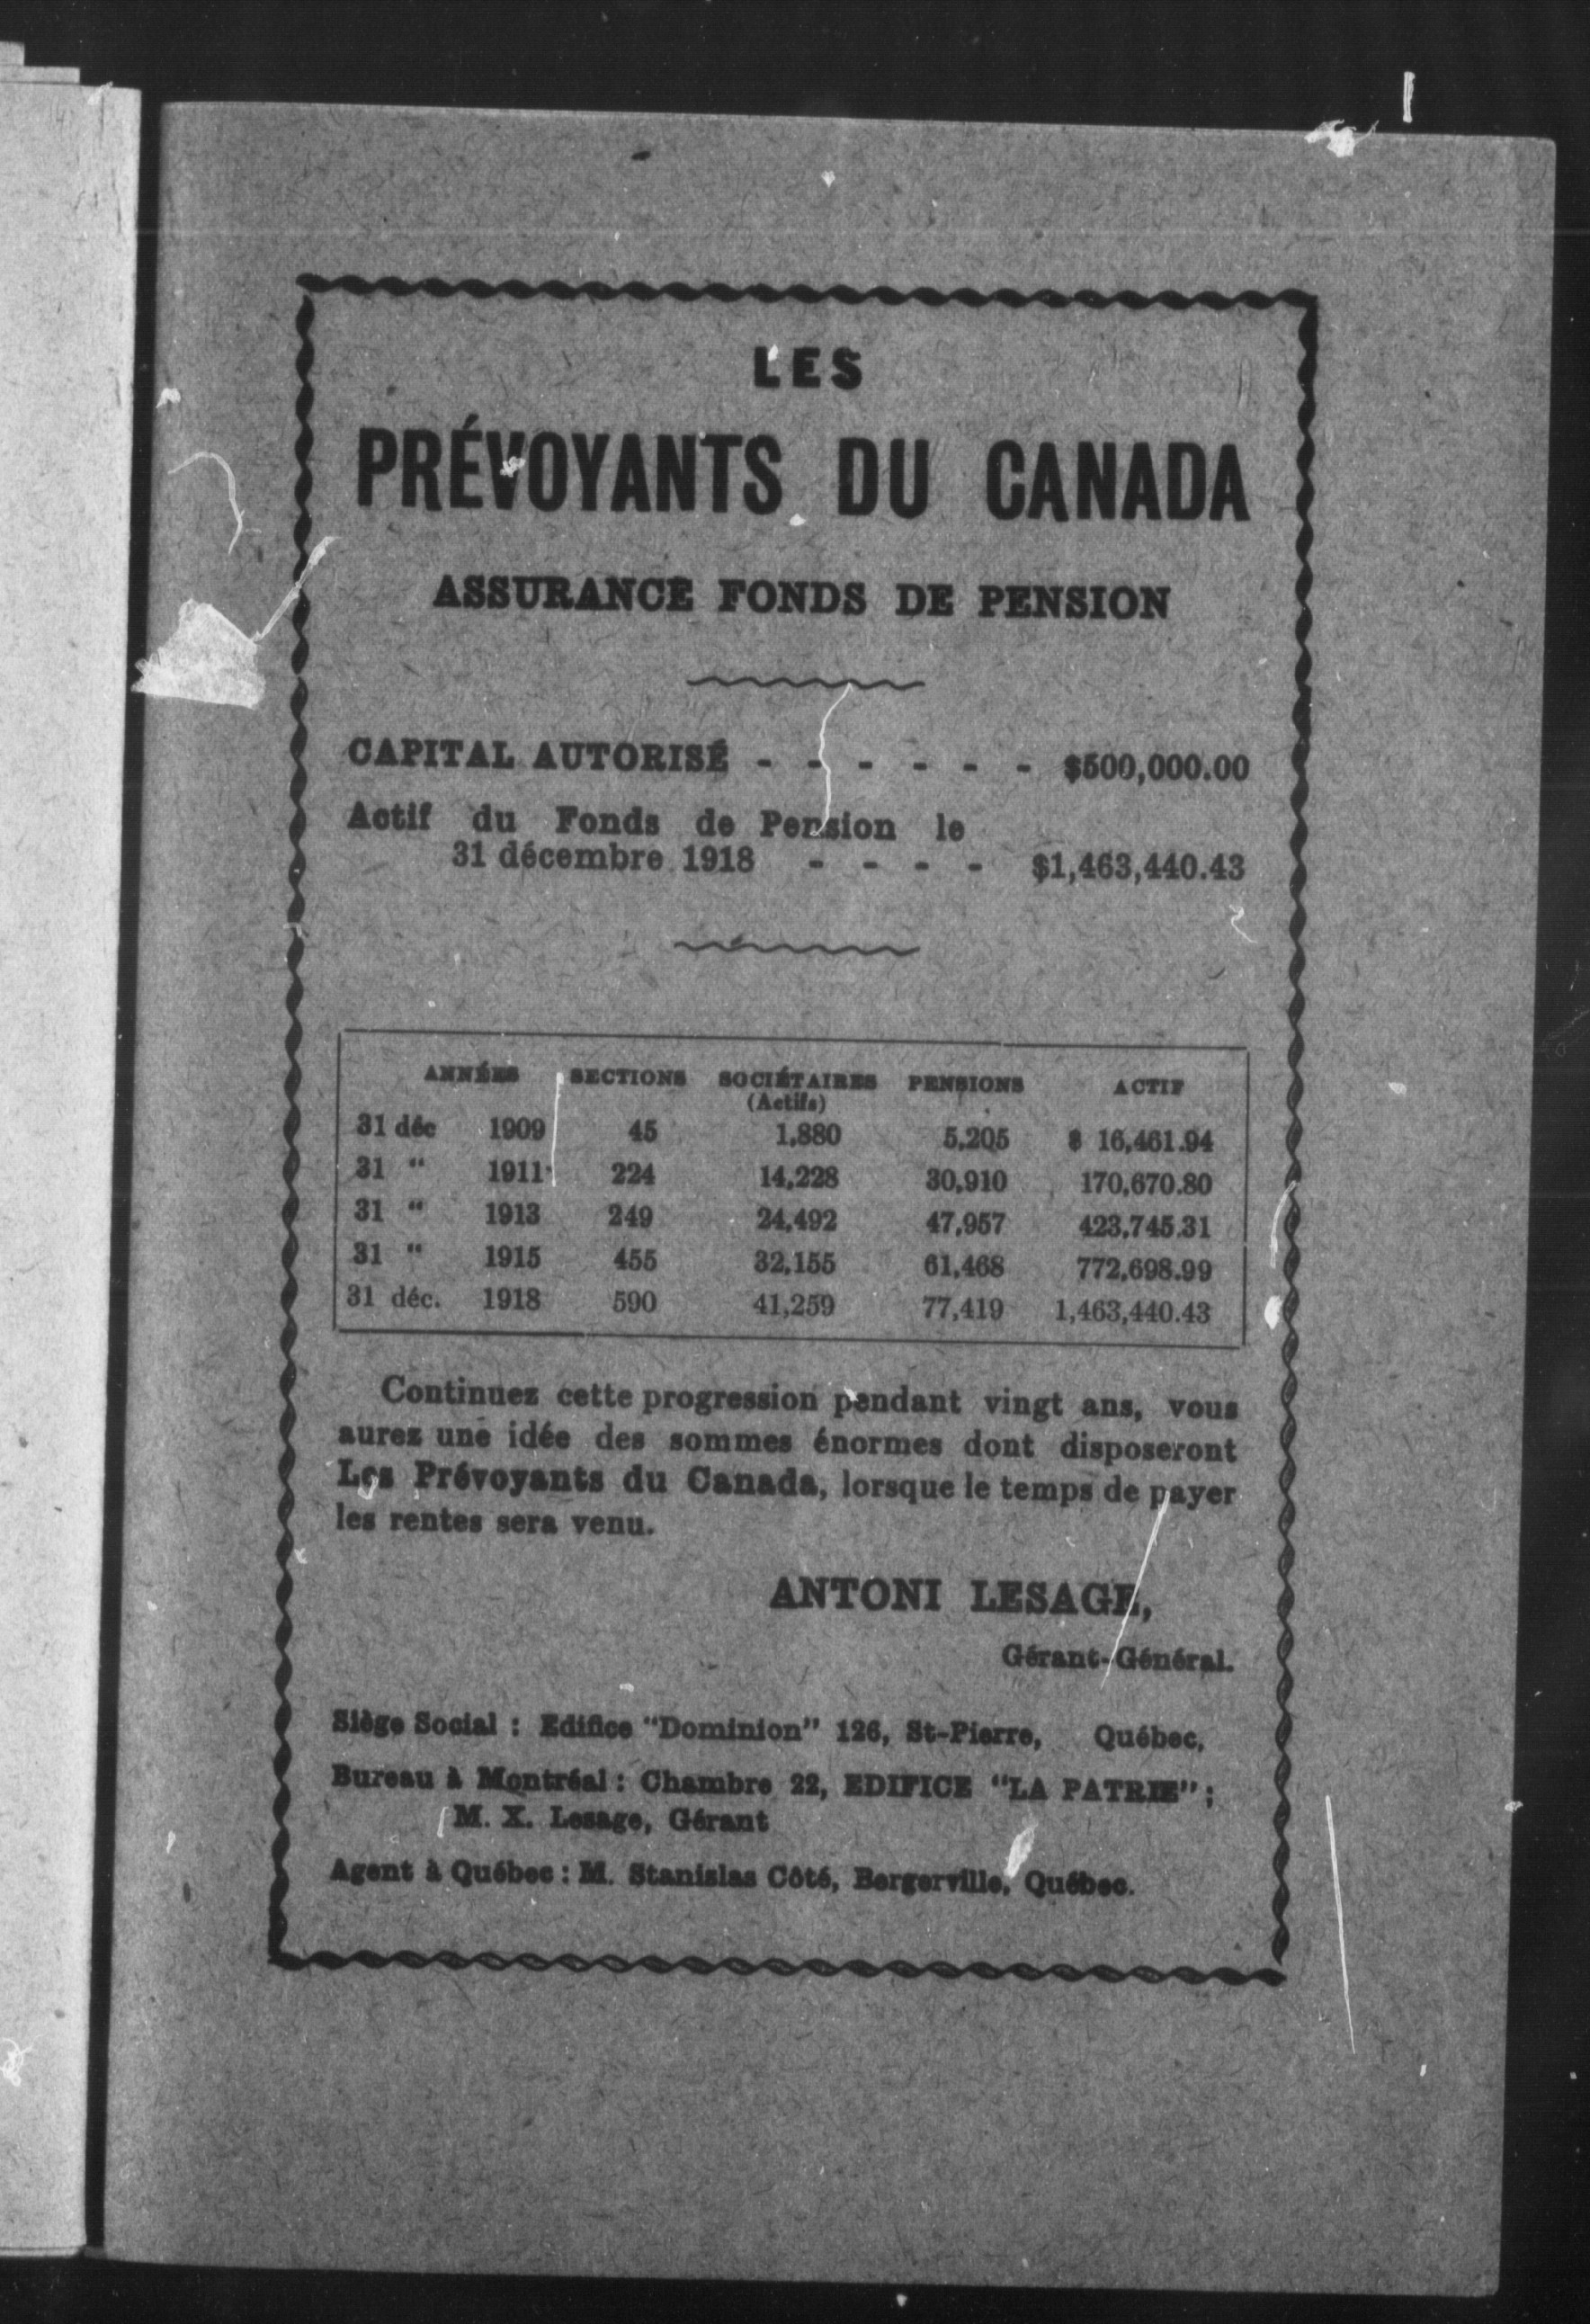 LES
PRÉVOYANTS DU CANADA
ASSURANCE FONDS DE PENSION
CAPITAL AUTORISÉ - - - - - - $500,000.00
Actif du Fonds de Pension le
31 décembre 1918 - - - - $1,463,440.43
ANNÉES SECTIONS SOCIÉTAIRES PENSIONS ACTIF
(Actifs)
31 déc 1909 45 1,880 5,205 $ 16,461.94
31 " 1911 224 14,228 30,910 170,670.80
31 " 1913 249 24,492 47,957 423,745.31
31 " 1915 455 32,155 61,468 772,698.99
31 déc. 1918 590 41,259 77,419 1,463,440.43
Continuez cette progression pendant vingt ans, vous
aurez une idée des sommes énormes dont disposeront
Les Prévoyants du Canada, lorsque le temps de payer
les rentes sera venu.
ANTONI LESAGE,
Gérant-Général.
Siège Social : Edifice "Dominion" 126, St-Pierre, Québec,
Bureau à Montréal : Chambre 22, EDIFICE "LA PATRIE" ;
M. X. Lesage, Gérant
Agent à Québec : M. Stanislas Côté, Bergerville, Québec.